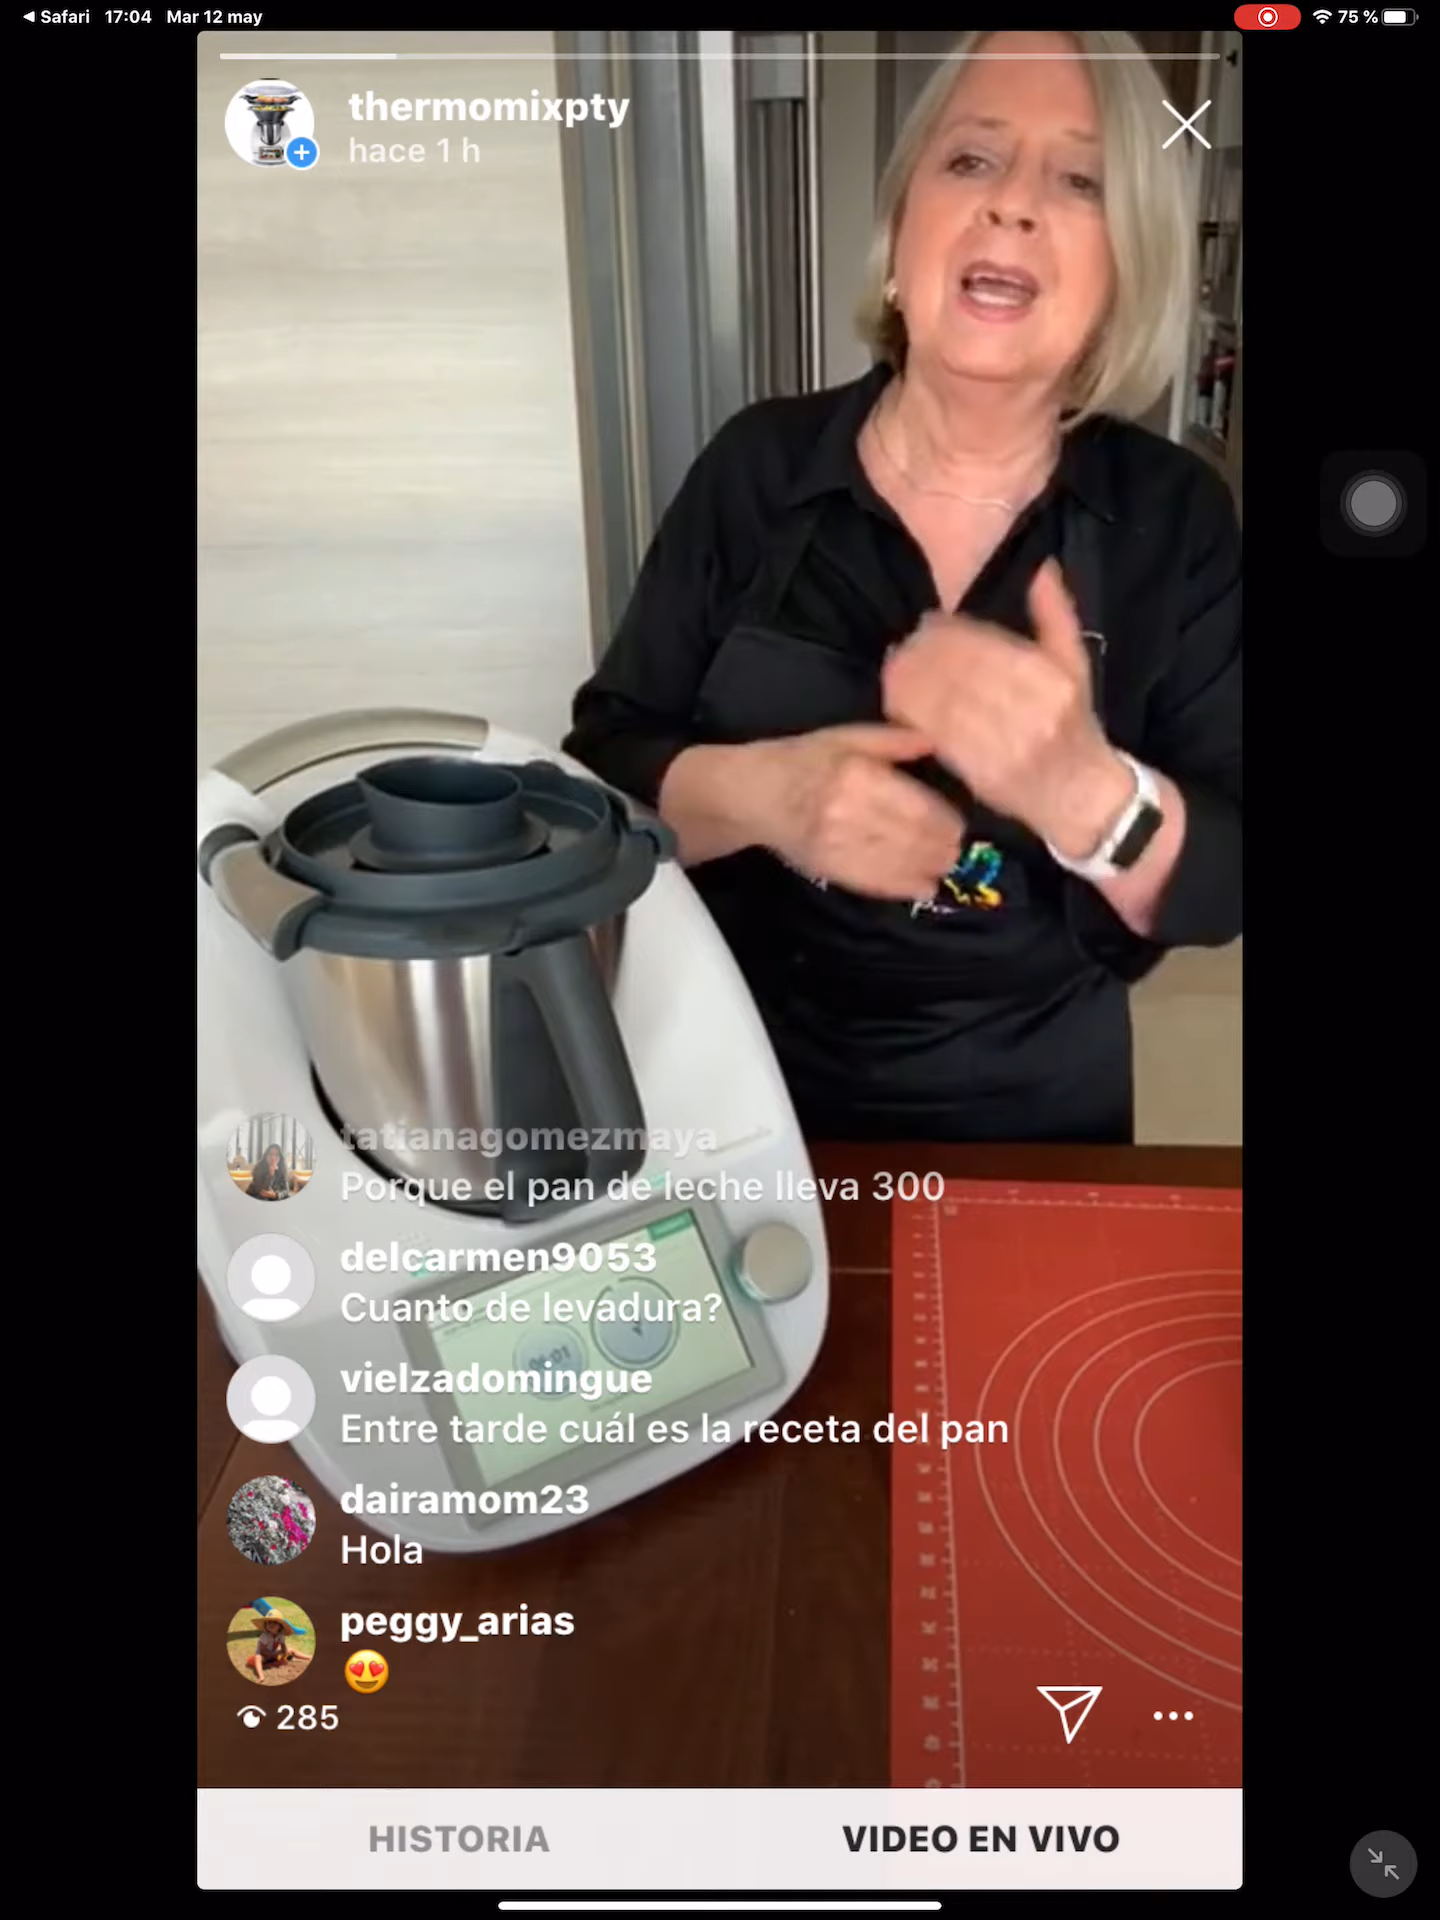 Safari 17:04 Mar 12 may
75 %
thermomixpty
hace 1 h
tatianagomezmaya
Porque el pan de leche lleva 300
delcarmen9053
Cuanto de levadura?
vielzadomingue
Entre tarde cuál es la receta del pan
dairamom23
Hola
peggy_arias
😍
285
HISTORIA
VIDEO EN VIVO